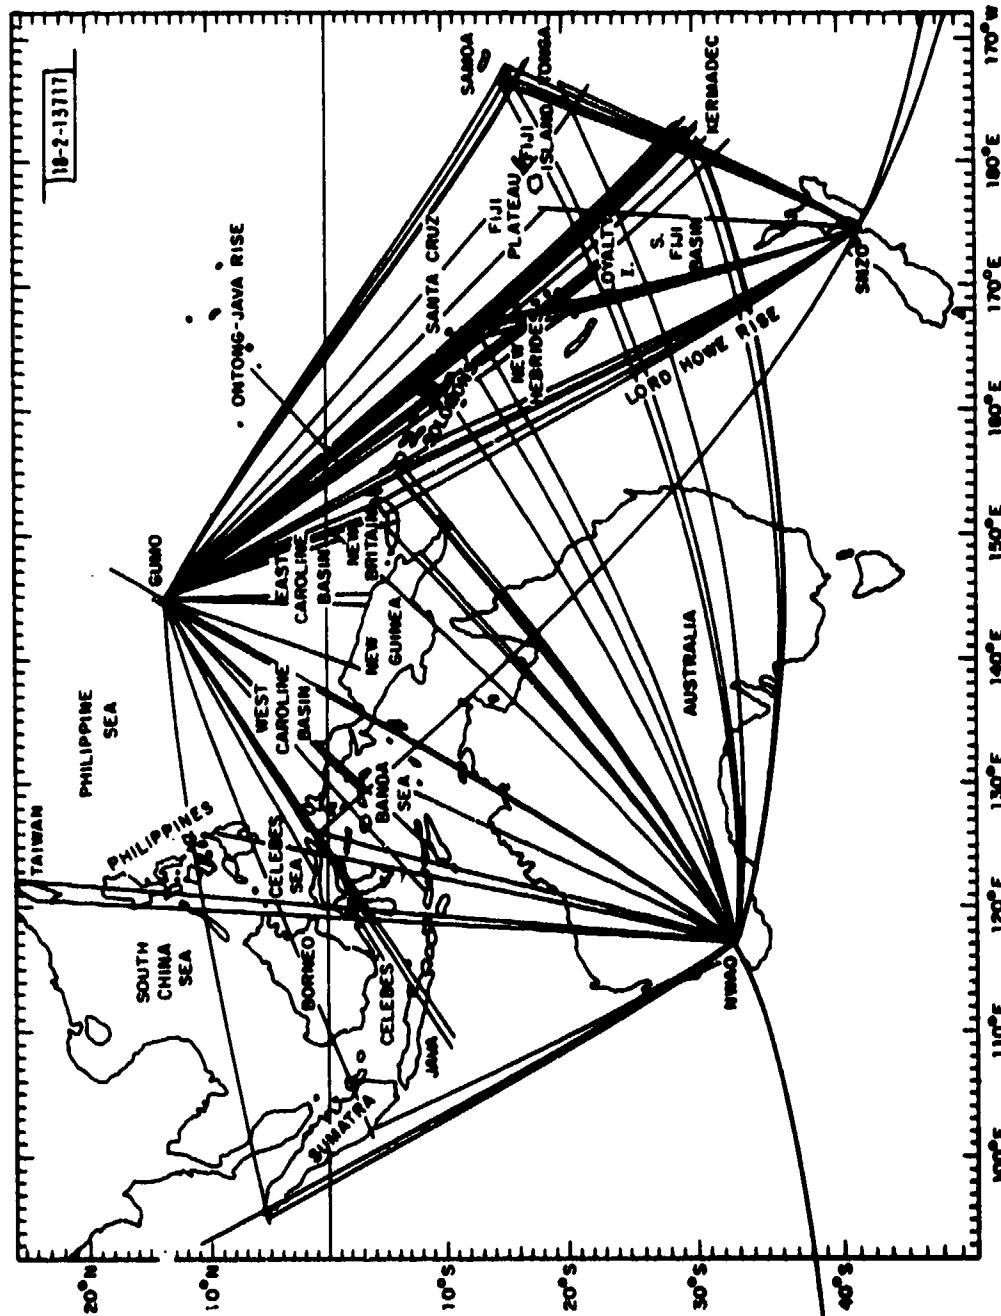 18-2-13717
TAIWAN
PHILIPPINE
SEA
PHILIPPINES
SOUTH
CHINA
SEA
GUMO
ONTONG-JAVA RISE
SAMOA
TONGA
FIJI
ISLAND
FIJI
PLATEAU
SANTA CRUZ
KERMADEC
CELEBES
SEA
WEST
CAROLINE
BASIN
EAST
CAROLINE
BASIN
NEW
BRITAIN
SOLOMONS
NEW
HEBRIDES
LOYALTY
I.
S.
FIJI
BASIN
BORNEO
CELEBES
JAVA
SUMATRA
BANDA
SEA
NEW
GUINEA
LORD HOWE RISE
AUSTRALIA
NWAO
SNZO
20°N
10°N
10°S
20°S
30°S
40°S
100°E
110°E
120°E
130°E
140°E
150°E
180°E
170°E
180°E
170°W